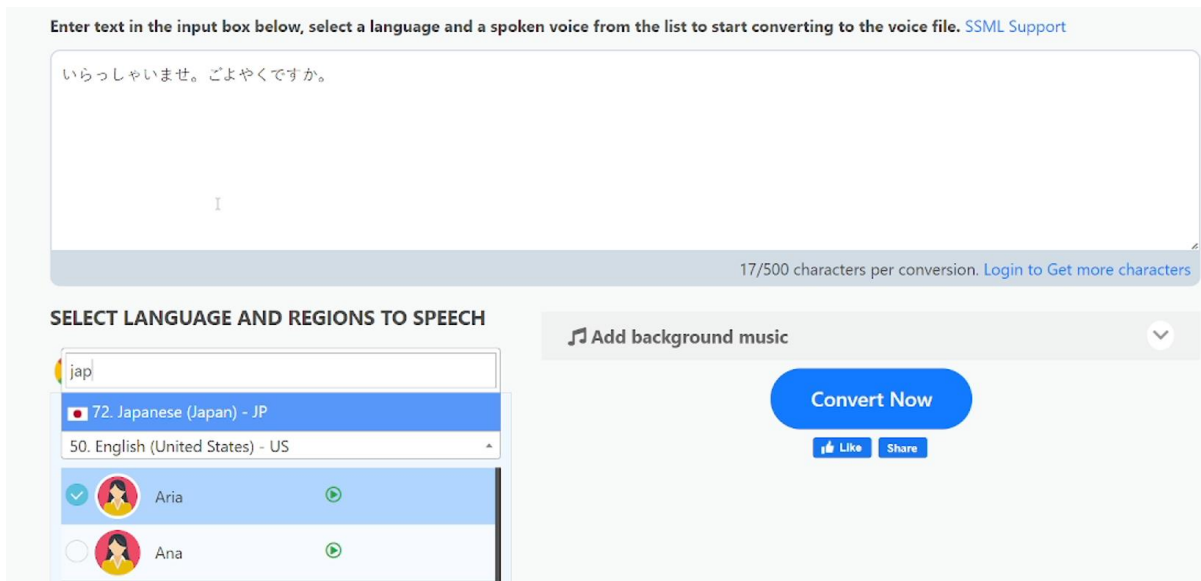 Enter text in the input box below, select a language and a spoken voice from the list to start converting to the voice file. SSML Support
いらっしゃいませ。ごよやくですか。
17/500 characters per conversion. Login to Get more characters
SELECT LANGUAGE AND REGIONS TO SPEECH
jap
72. Japanese (Japan) - JP
50. English (United States) - US
Aria
Ana
Add background music
Convert Now
Like Share